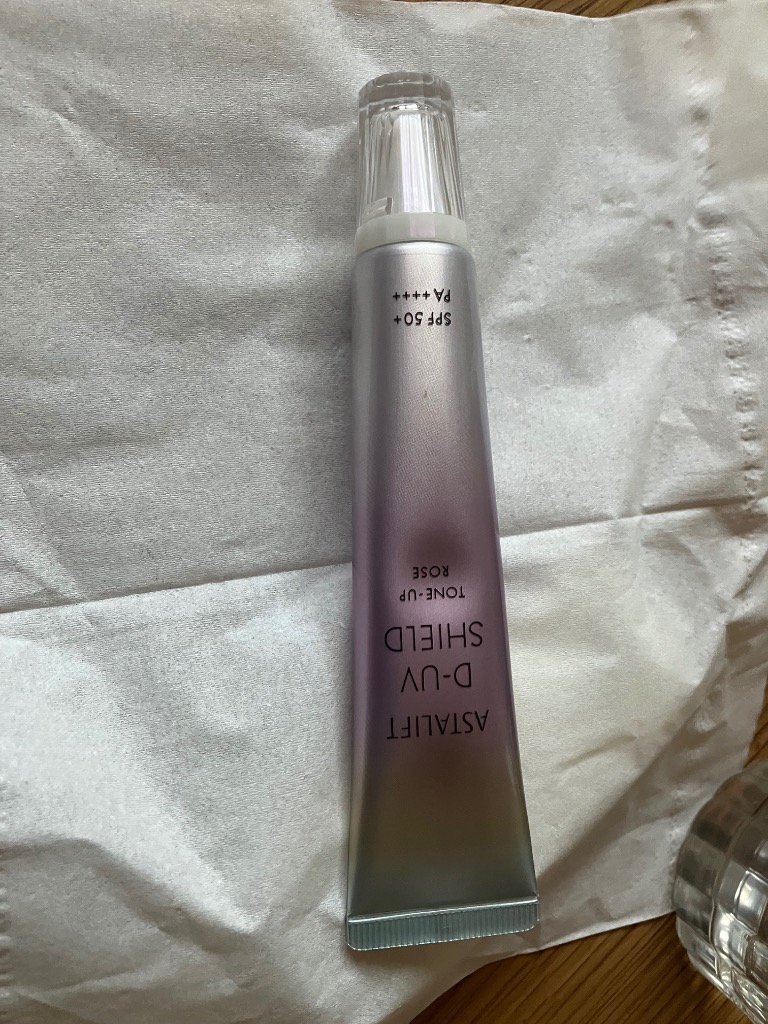 ASTALIFT
D-UV
SHIELD
TONE-UP
ROSE
SPF 50+
PA++++